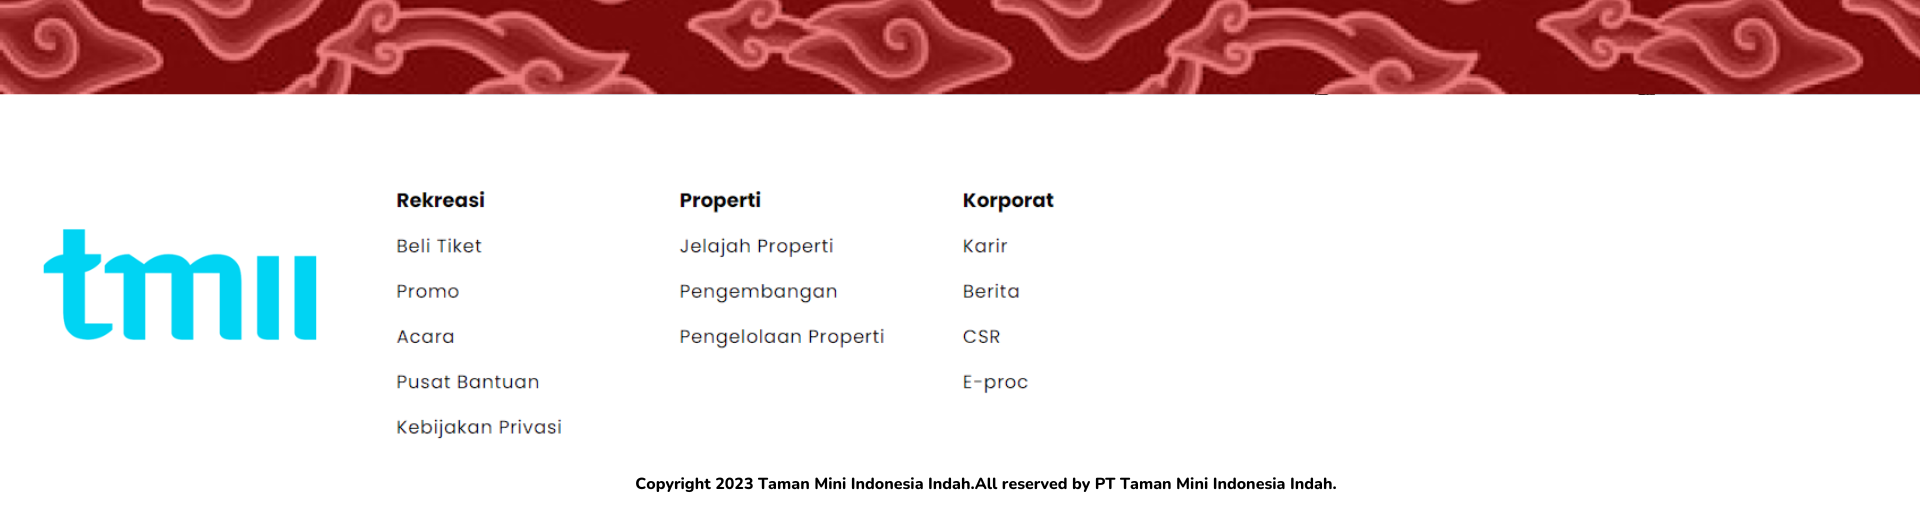 tmii
Rekreasi
Beli Tiket
Promo
Acara
Pusat Bantuan
Kebijakan Privasi
Properti
Jelajah Properti
Pengembangan
Pengelolaan Properti
Korporat
Karir
Berita
CSR
E-proc
Copyright 2023 Taman Mini Indonesia Indah.All reserved by PT Taman Mini Indonesia Indah.